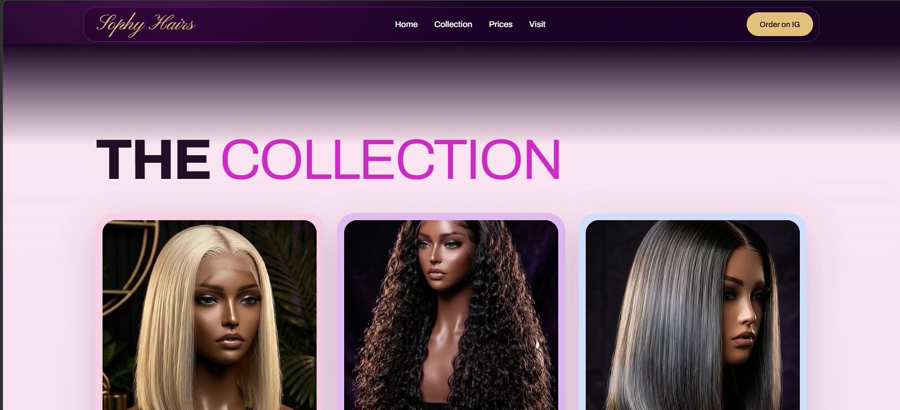 Sophy Hairs
Home Collection Prices Visit
Order on IG
THE COLLECTION